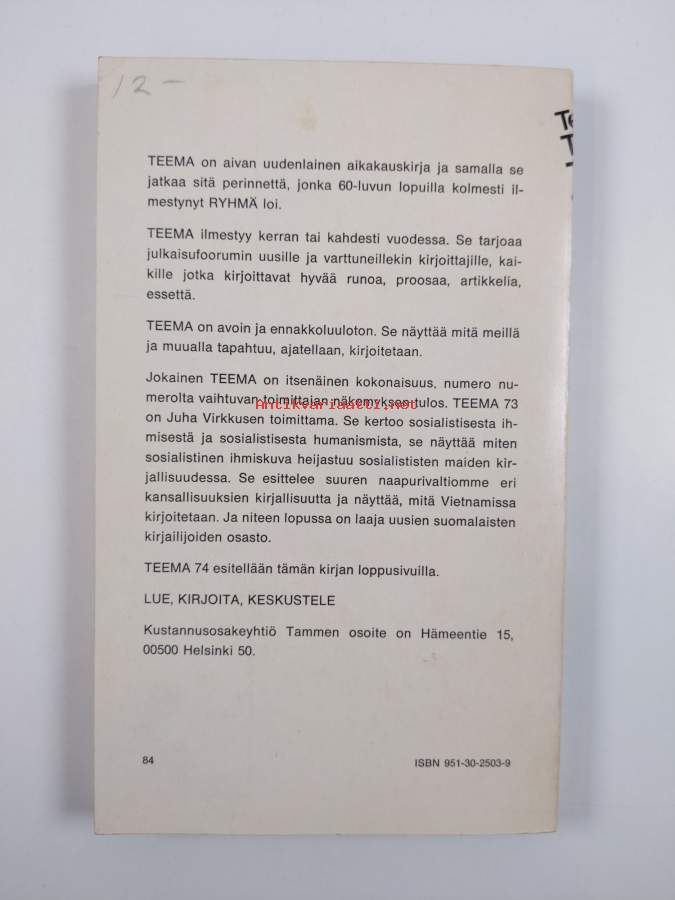 12-
Te
T
TEEMA on aivan uudenlainen aikakauskirja ja samalla se
jatkaa sitä perinnettä, jonka 60-luvun lopuilla kolmesti il-
mestynyt RYHMÄ loi.
TEEMA ilmestyy kerran tai kahdesti vuodessa. Se tarjoaa
julkaisufoorumin uusille ja varttuneillekin kirjoittajille, kai-
kille jotka kirjoittavat hyvää runoa, proosaa, artikkelia,
essettä.
TEEMA on avoin ja ennakkoluuloton. Se näyttää mitä meillä
ja muualla tapahtuu, ajatellaan, kirjoitetaan.
Jokainen TEEMA on itsenäinen kokonaisuus, numero nu-
merolta vaihtuvan toimittajan näkemyksen tulos. TEEMA 73
Antikvariaatti.net
on Juha Virkkusen toimittama. Se kertoo sosialistisesta ih-
misestä ja sosialistisesta humanismista, se näyttää miten
sosialistinen ihmiskuva heijastuu sosialististen maiden kir-
jallisuudessa. Se esittelee suuren naapurivaltiomme eri
kansallisuuksien kirjallisuutta ja näyttää, mitä Vietnamissa
kirjoitetaan. Ja niteen lopussa on laaja uusien suomalaisten
kirjailijoiden osasto.
TEEMA 74 esitellään tämän kirjan loppusivuilla.
LUE, KIRJOITA, KESKUSTELE
Kustannusosakeyhtiö Tammen osoite on Hämeentie 15,
00500 Helsinki 50.
84
ISBN 951-30-2503-9